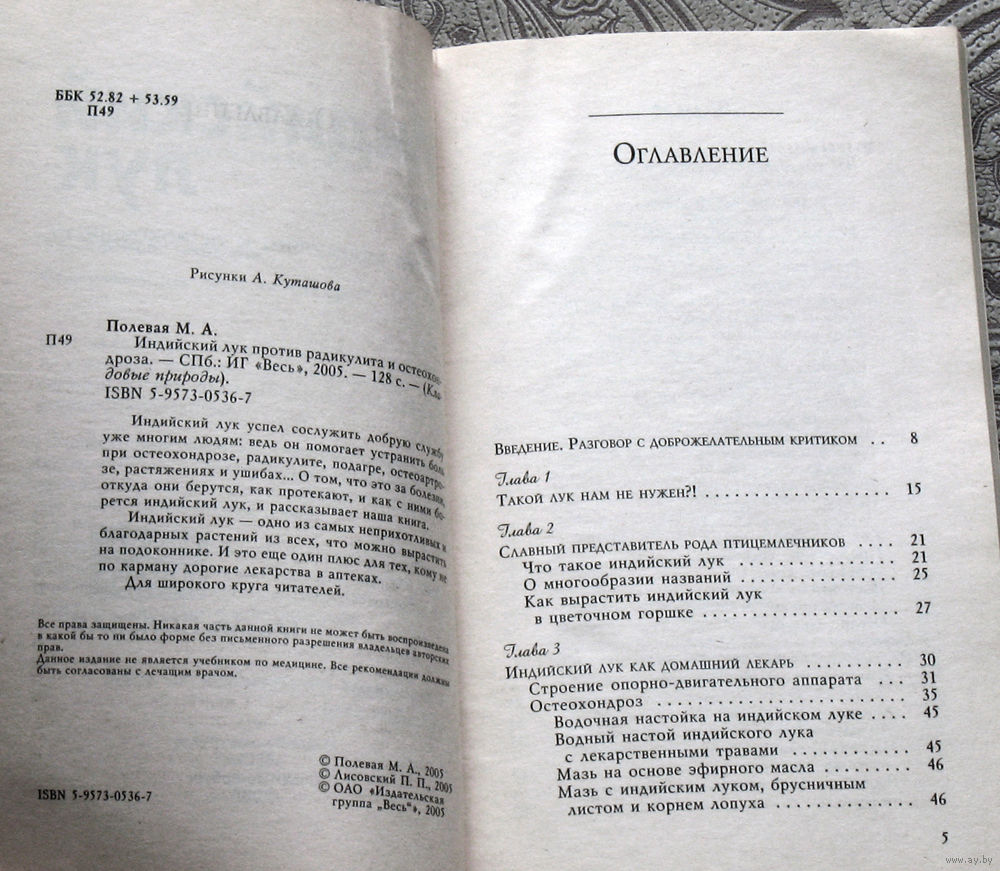 ББК 52.82 + 53.59
П49
Рисунки А. Куташова
Полевая М. А.
П49
Индийский лук против радикулита и остеохон-
дроза. — СПб.: ИГ «Весь», 2005. — 128 с. — (Кла-
довые природы).
ISBN 5-9573-0536-7
Индийский лук успел сослужить добрую службу
уже многим людям: ведь он помогает устранить боль
при остеохондрозе, радикулите, подагре, остеоартро-
зе, растяжениях и ушибах... О том, что это за болезни,
откуда они берутся, как протекают, и как с ними бо-
рется индийский лук, и рассказывает наша книга.
Индийский лук — одно из самых неприхотливых и
благодарных растений из всех, что можно вырастить
на подоконнике. И это еще один плюс для тех, кому не
по карману дорогие лекарства в аптеках.
Для широкого круга читателей.
Все права защищены. Никакая часть данной книги не может быть воспроизведена
в какой бы то ни было форме без письменного разрешения владельцев авторских
прав.
Данное издание не является учебником по медицине. Все рекомендации должны
быть согласованы с лечащим врачом.
© Полевая М. А., 2005
© Лисовский П. П., 2005
© ОАО «Издательская
группа „Весь“», 2005
ISBN 5-9573-0536-7
Оглавление
Введение. Разговор с доброжелательным критиком . . 8
Глава 1
Такой лук нам не нужен?! . . . . . . . . . . . . . . . . . . . 15
Глава 2
Славный представитель рода птицемлечников . . . . 21
Что такое индийский лук . . . . . . . . . . . . . . . . 21
О многообразии названий . . . . . . . . . . . . . . . 25
Как вырастить индийский лук
в цветочном горшке . . . . . . . . . . . . . . . . . . 27
Глава 3
Индийский лук как домашний лекарь . . . . . . . . . . 30
Строение опорно-двигательного аппарата . . . 31
Остеохондроз . . . . . . . . . . . . . . . . . . . . . . . . 35
Водочная настойка на индийском луке . . . . 45
Водный настой индийского лука
с лекарственными травами . . . . . . . . . . . . 45
Мазь на основе эфирного масла . . . . . . . . . 46
Мазь с индийским луком, брусничным
листом и корнем лопуха . . . . . . . . . . . . . . 46
5
www.ay.by